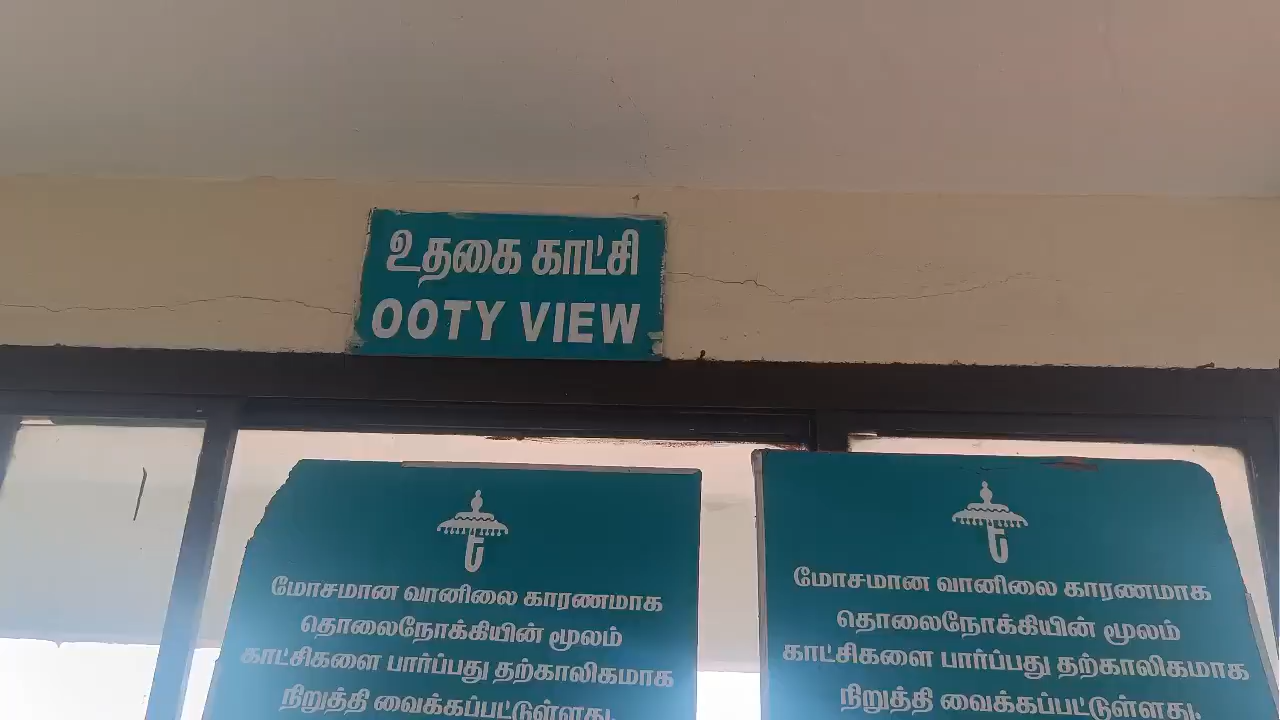 உதகை காட்சி
OOTY VIEW
மோசமான வானிலை காரணமாக
தொலைநோக்கியின் மூலம்
காட்சிகளை பார்ப்பது தற்காலிகமாக
நிறுத்தி வைக்கப்பட்டுள்ளது.
மோசமான வானிலை காரணமாக
தொலைநோக்கியின் மூலம்
காட்சிகளை பார்ப்பது தற்காலிகமாக
நிறுத்தி வைக்கப்பட்டுள்ளது.